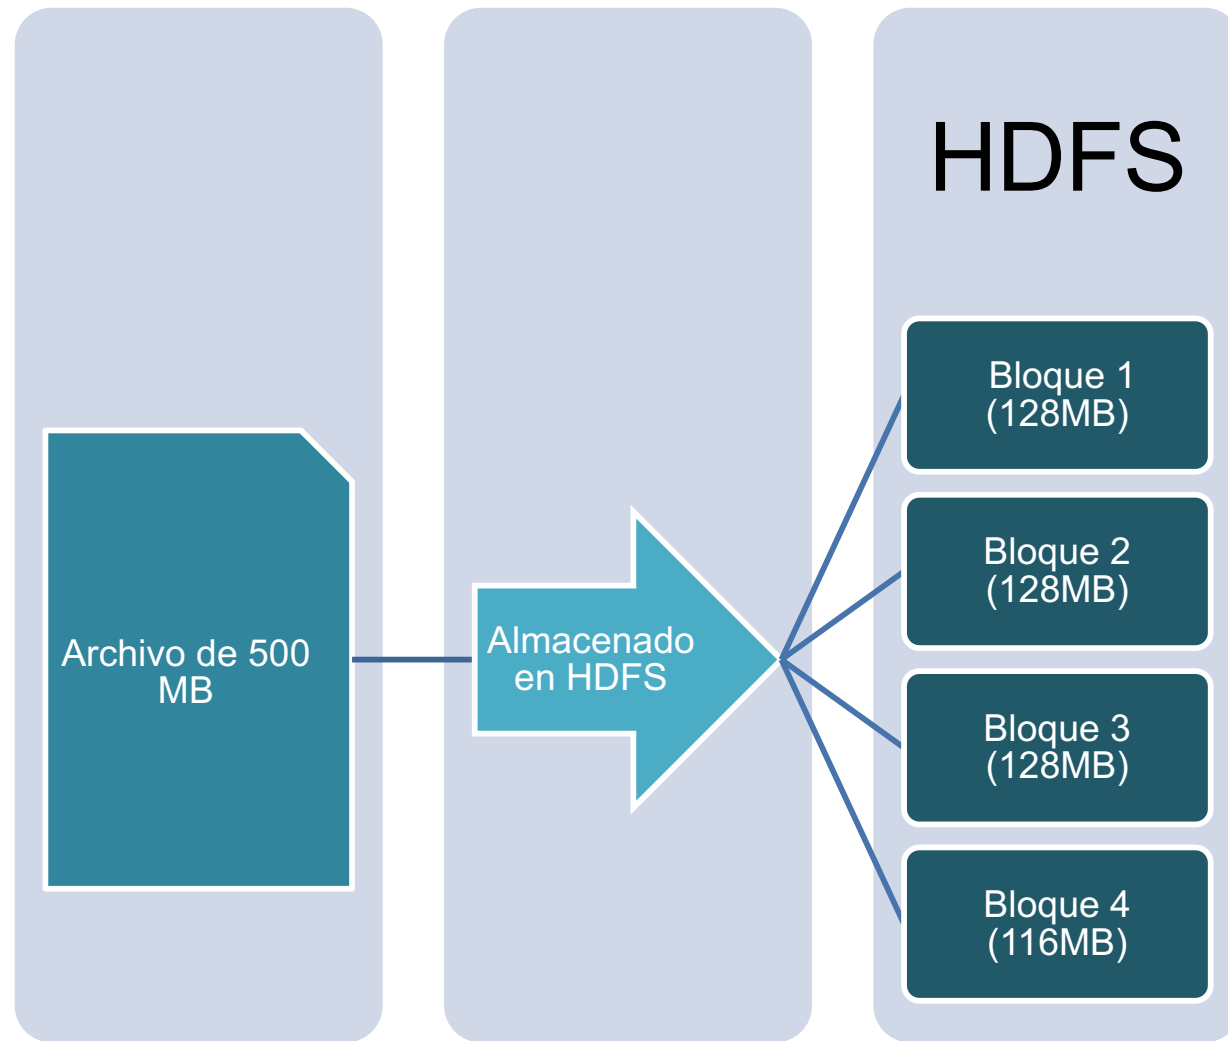 HDFS
Archivo de 500
MB
Almacenado
en HDFS
Bloque 1
(128MB)
Bloque 2
(128MB)
Bloque 3
(128MB)
Bloque 4
(116MB)